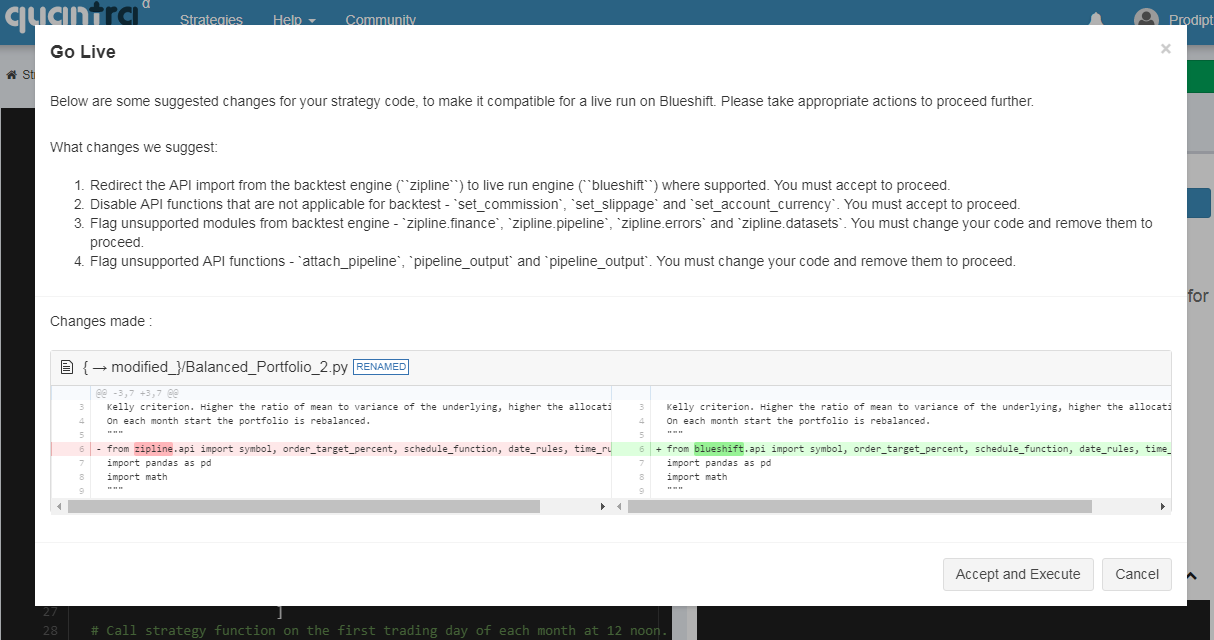 quantra α
Strategies Help Community Prodipt
Go Live ×
St
Below are some suggested changes for your strategy code, to make it compatible for a live run on Blueshift. Please take appropriate actions to proceed further.
What changes we suggest:
1. Redirect the API import from the backtest engine (``zipline``) to live run engine (``blueshift``) where supported. You must accept to proceed.
2. Disable API functions that are not applicable for backtest - `set_commission`, `set_slippage` and `set_account_currency`. You must accept to proceed.
3. Flag unsupported modules from backtest engine - `zipline.finance`, `zipline.pipeline`, `zipline.errors` and `zipline.datasets`. You must change your code and remove them to
proceed.
4. Flag unsupported API functions - `attach_pipeline`, `pipeline_output` and `pipeline_output`. You must change your code and remove them to proceed.
for
Changes made :
{ → modified_}/Balanced_Portfolio_2.py RENAMED
@@ -3,7 +3,7 @@
3 Kelly criterion. Higher the ratio of mean to variance of the underlying, higher the allocati
4 On each month start the portfolio is rebalanced.
5 """
6 - from zipline.api import symbol, order_target_percent, schedule_function, date_rules, time_ru
7 import pandas as pd
8 import math
9 """
3 Kelly criterion. Higher the ratio of mean to variance of the underlying, higher the allocati
4 On each month start the portfolio is rebalanced.
5 """
6 + from blueshift.api import symbol, order_target_percent, schedule_function, date_rules, time_
7 import pandas as pd
8 import math
9 """
Accept and Execute Cancel
27 ]
28 # Call strategy function on the first trading day of each month at 12 noon.